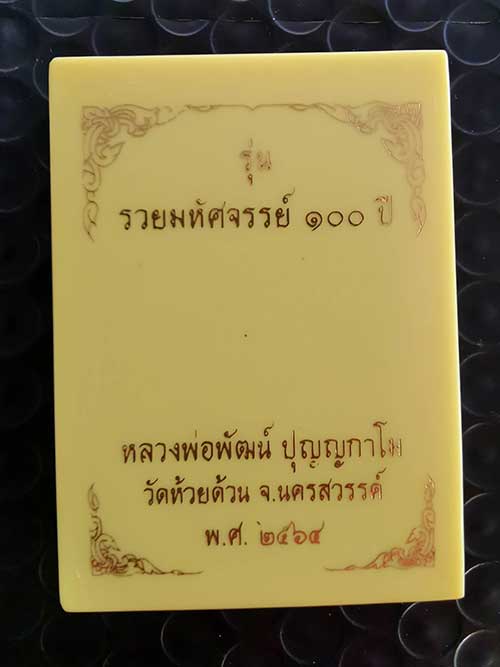 รุ่น
รวยมหัศจรรย์ ๑๐๐ ปี
หลวงพ่อพัฒน์ ปุญฺญกาโม
วัดห้วยด้วน จ.นครสวรรค์
พ.ศ. ๒๕๖๔